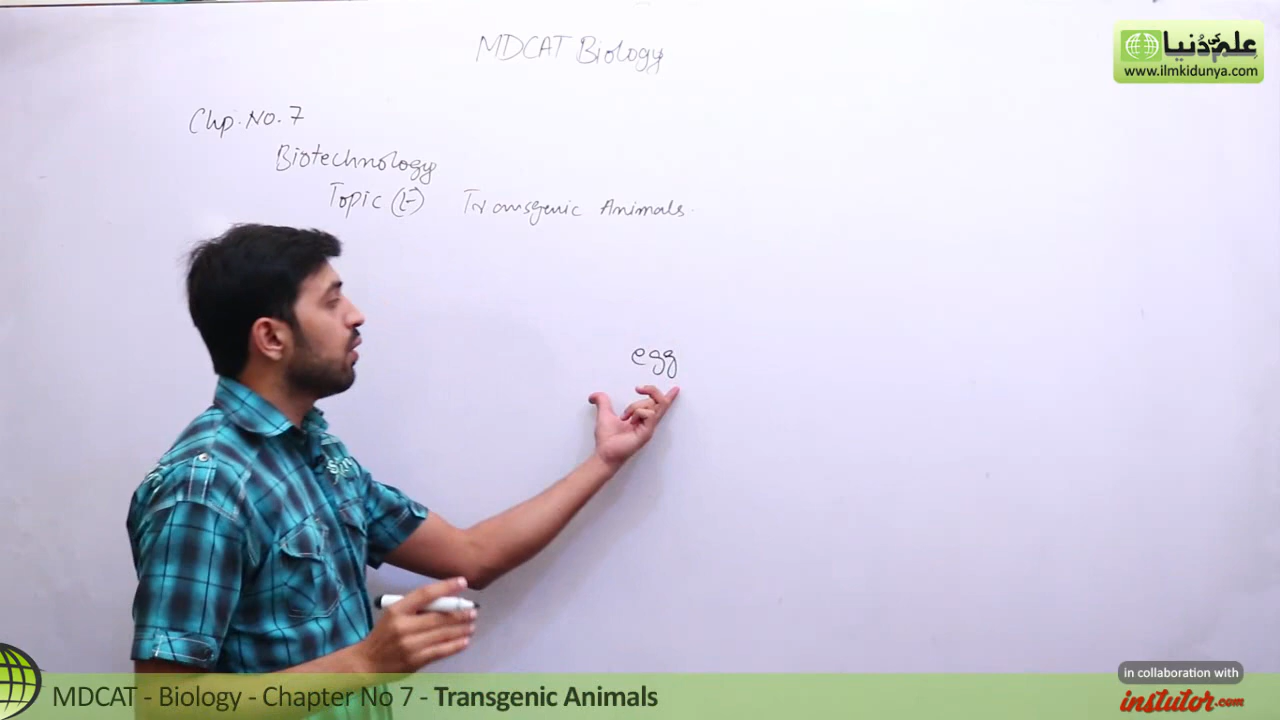 MDCAT Biology
علم کی دُنیا
www.ilmkidunya.com
Chp. No. 7
Biotechnology
Topic Transgenic Animals.
egg
in collaboration with
instutor.com
MDCAT - Biology - Chapter No 7 - Transgenic Animals